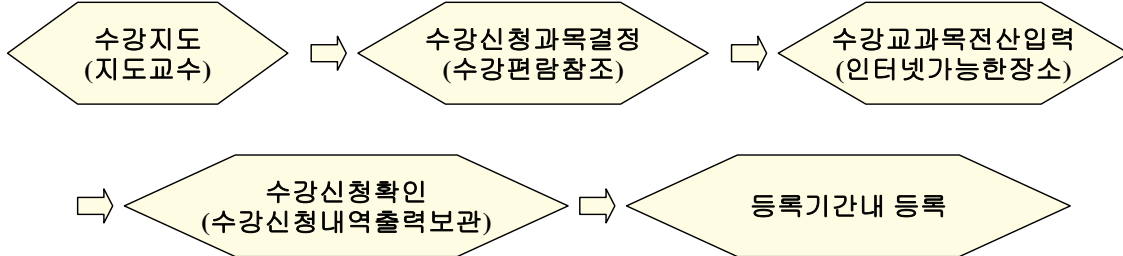 수강지도
(지도교수)
수강신청과목결정
(수강편람참조)
수강교과목전산입력
(인터넷가능한장소)
수강신청확인
(수강신청내역출력보관)
등록기간내 등록